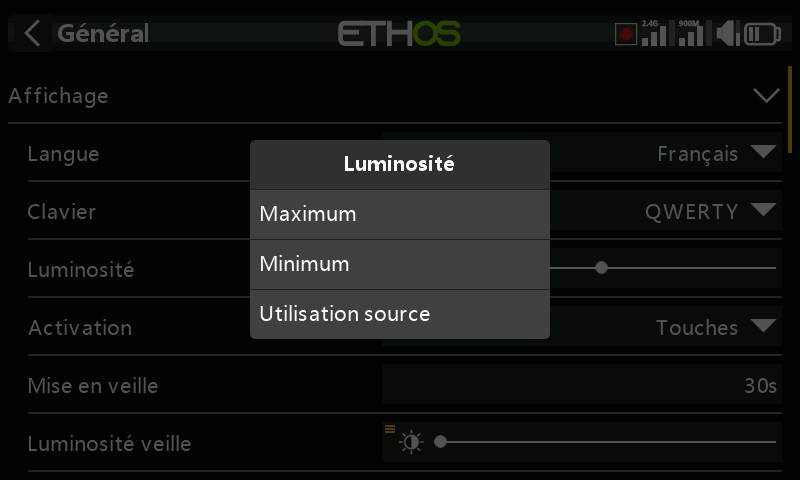 Général
ETHOS
2.4G
900M
Affichage
Langue
Français
Clavier
QWERTY
Luminosité
Activation
Touches
Mise en veille
30s
Luminosité veille
Luminosité
Maximum
Minimum
Utilisation source